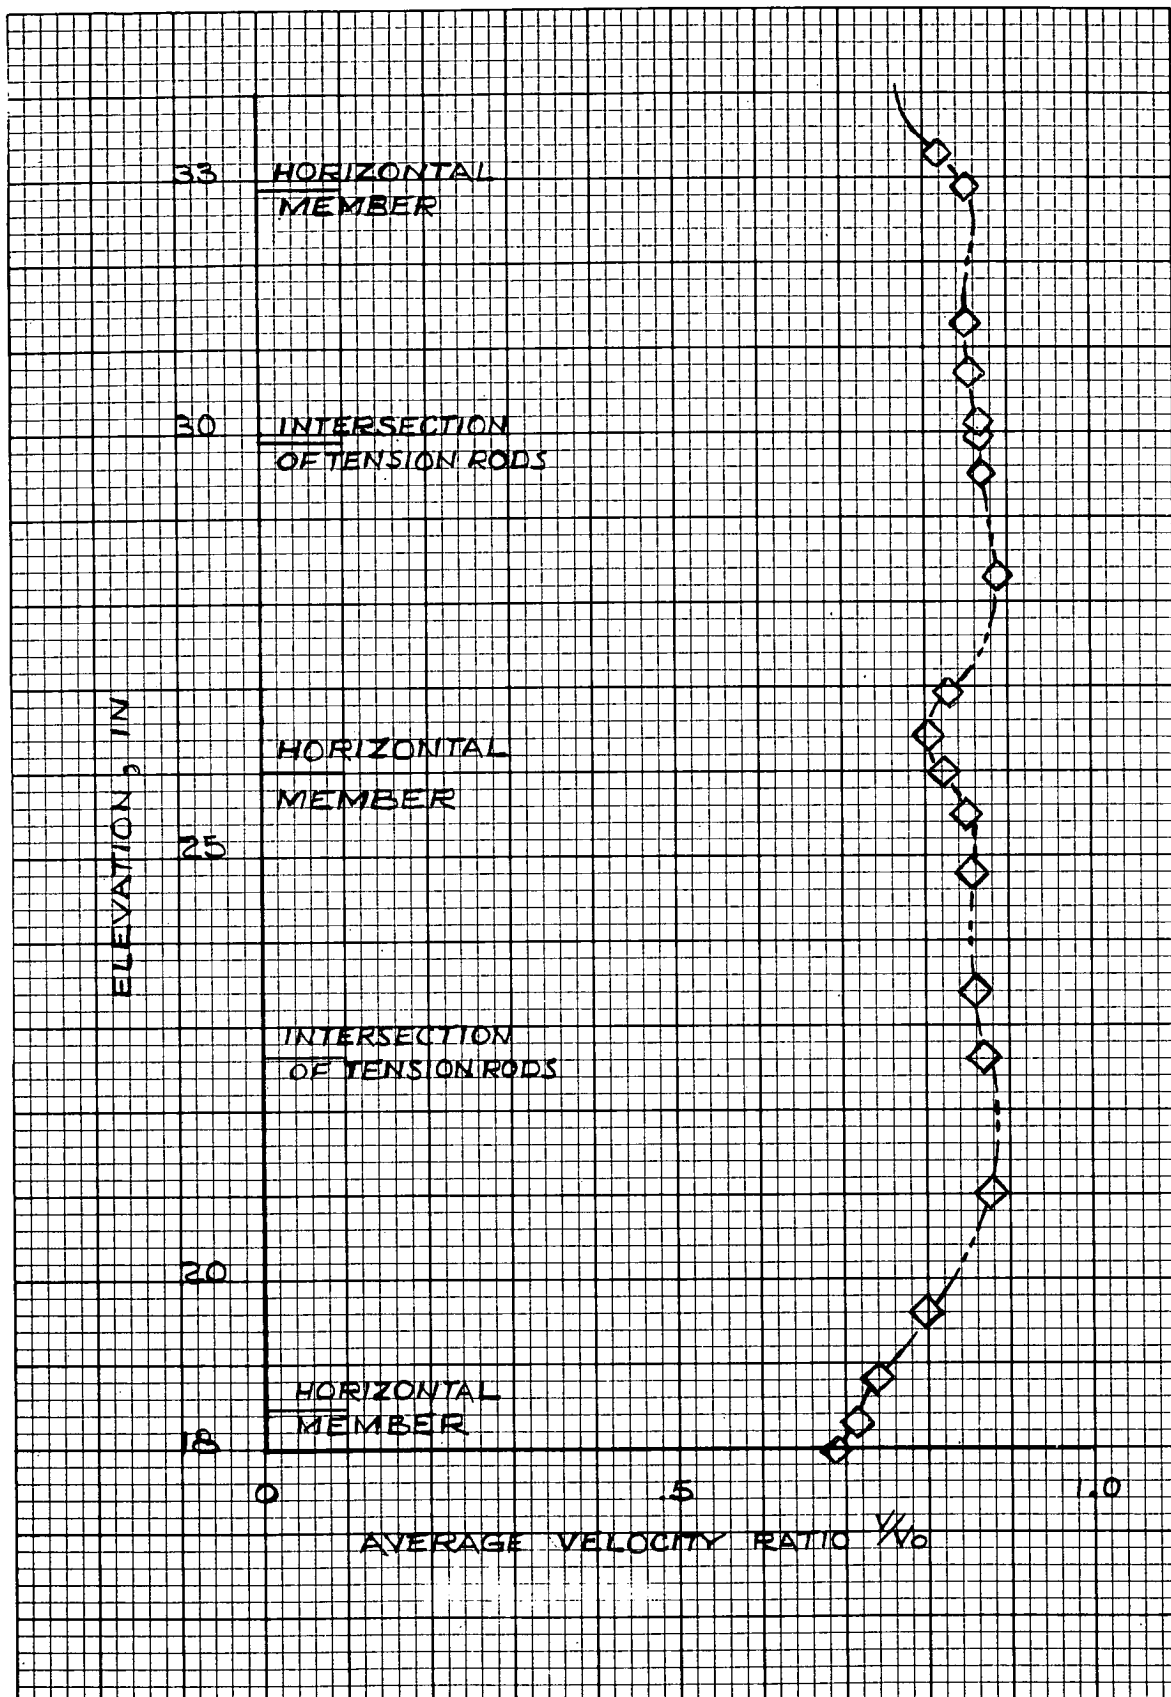 33
HORIZONTAL
MEMBER
30
INTERSECTION
OF TENSION RODS
HORIZONTAL
MEMBER
ELEVATION, IN
25
INTERSECTION
OF TENSION RODS
20
HORIZONTAL
MEMBER
18
0 .5 1.0
AVERAGE VELOCITY RATIO V/Vo